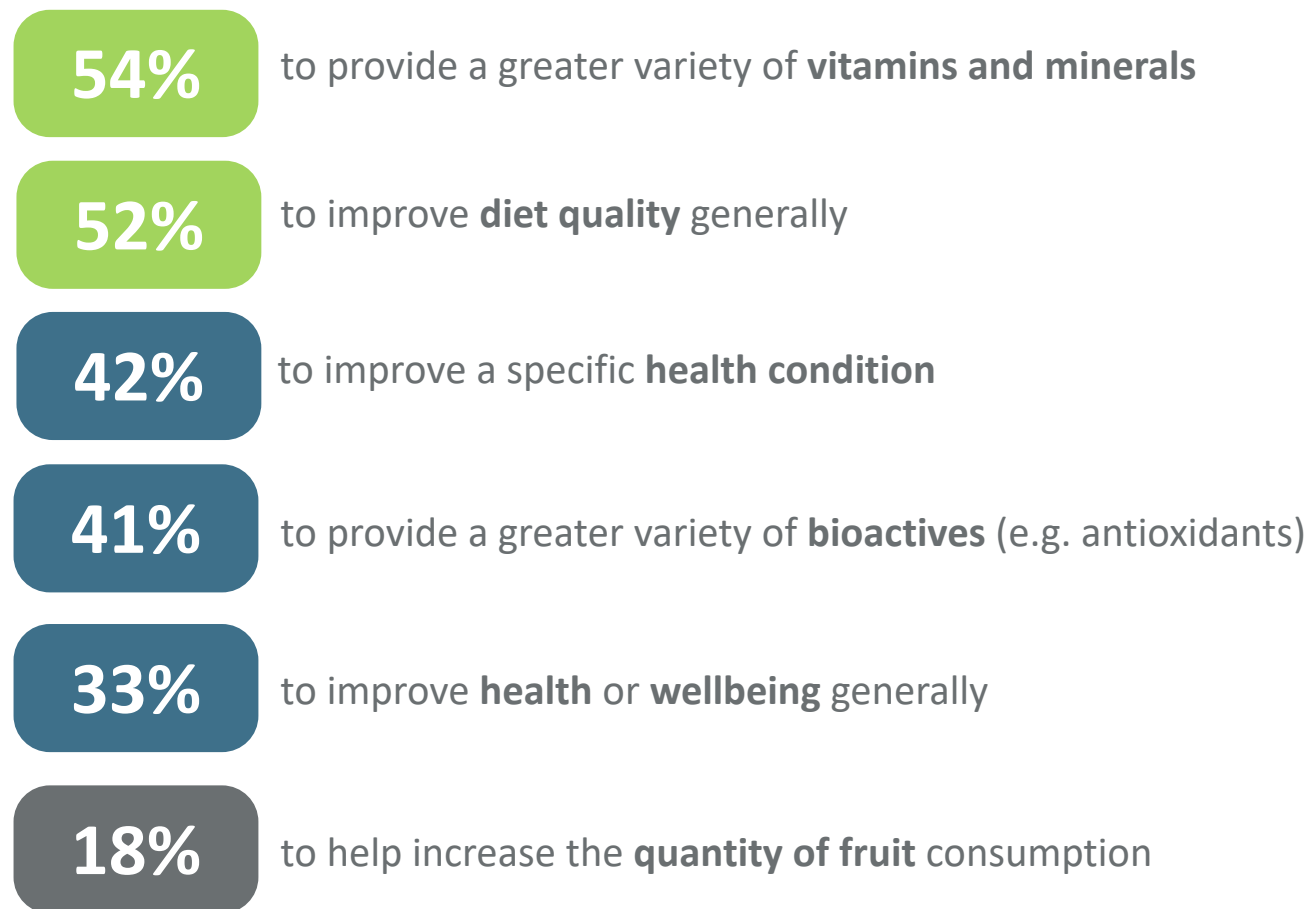 54% to provide a greater variety of vitamins and minerals
52% to improve diet quality generally
42% to improve a specific health condition
41% to provide a greater variety of bioactives (e.g. antioxidants)
33% to improve health or wellbeing generally
18% to help increase the quantity of fruit consumption